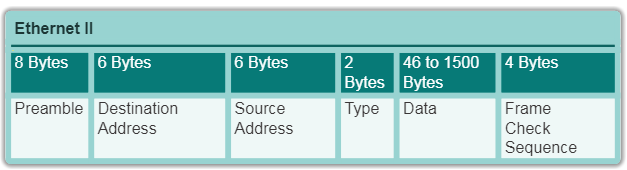 Ethernet II
8 Bytes 6 Bytes 6 Bytes 2 Bytes 46 to 1500 Bytes 4 Bytes
Preamble Destination Address Source Address Type Data Frame Check Sequence